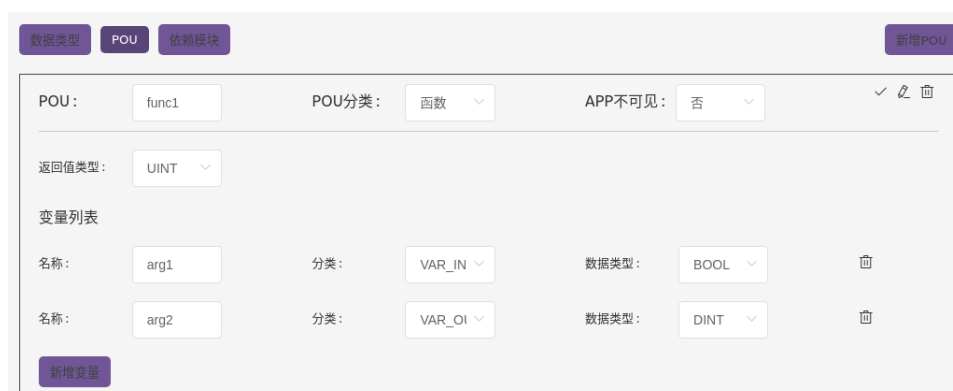 数据类型 POU 依赖模块 新增POU
POU： func1 POU分类： 函数 APP不可见： 否
返回值类型： UINT
变量列表
名称： arg1 分类： VAR_IN 数据类型： BOOL
名称： arg2 分类： VAR_OU 数据类型： DINT
新增变量